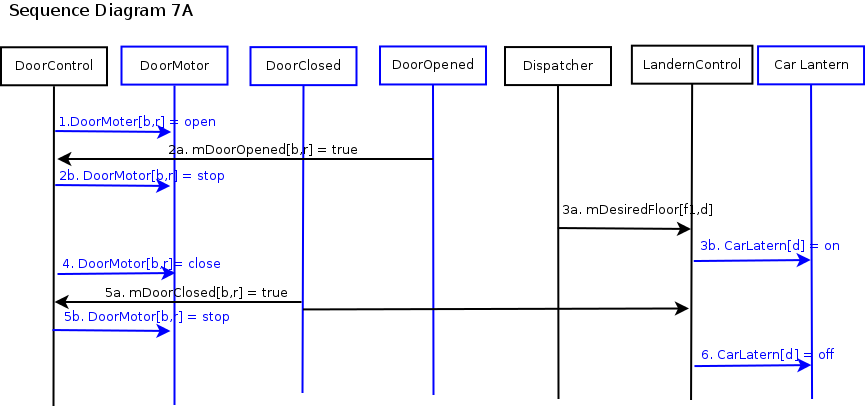 Sequence Diagram 7A
DoorControl
DoorMotor
DoorClosed
DoorOpened
Dispatcher
LandernControl
Car Lantern
1.DoorMoter[b,r] = open
2a. mDoorOpened[b,r] = true
2b. DoorMotor[b,r] = stop
3a. mDesiredFloor[f1,d]
3b. CarLatern[d] = on
4. DoorMotor[b,r]= close
5a. mDoorClosed[b,r] = true
5b. DoorMotor[b,r] = stop
6. CarLatern[d] = off